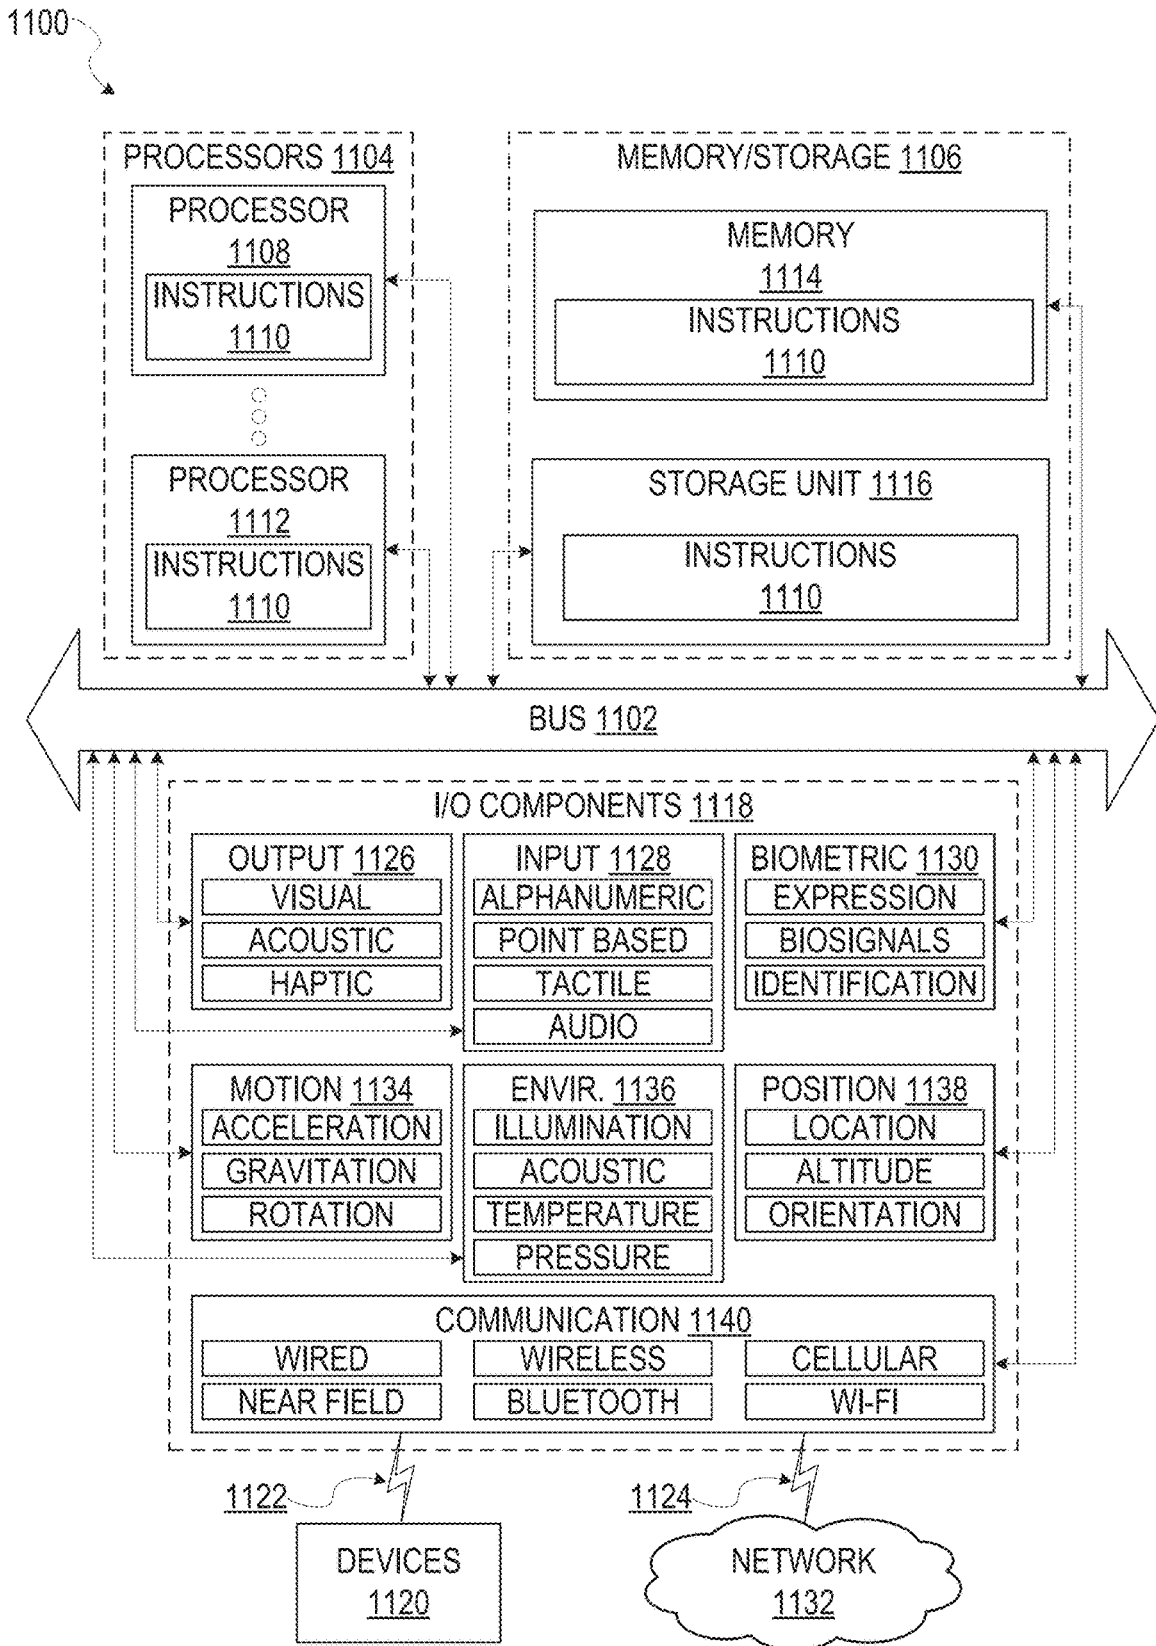 1100
PROCESSORS 1104
PROCESSOR
1108
INSTRUCTIONS
1110
PROCESSOR
1112
INSTRUCTIONS
1110
MEMORY/STORAGE 1106
MEMORY
1114
INSTRUCTIONS
1110
STORAGE UNIT 1116
INSTRUCTIONS
1110
BUS 1102
I/O COMPONENTS 1118
OUTPUT 1126
VISUAL
ACOUSTIC
HAPTIC
INPUT 1128
ALPHANUMERIC
POINT BASED
TACTILE
AUDIO
BIOMETRIC 1130
EXPRESSION
BIOSIGNALS
IDENTIFICATION
MOTION 1134
ACCELERATION
GRAVITATION
ROTATION
ENVIR. 1136
ILLUMINATION
ACOUSTIC
TEMPERATURE
PRESSURE
POSITION 1138
LOCATION
ALTITUDE
ORIENTATION
COMMUNICATION 1140
WIRED
WIRELESS
CELLULAR
NEAR FIELD
BLUETOOTH
WI-FI
1122
1124
DEVICES
1120
NETWORK
1132